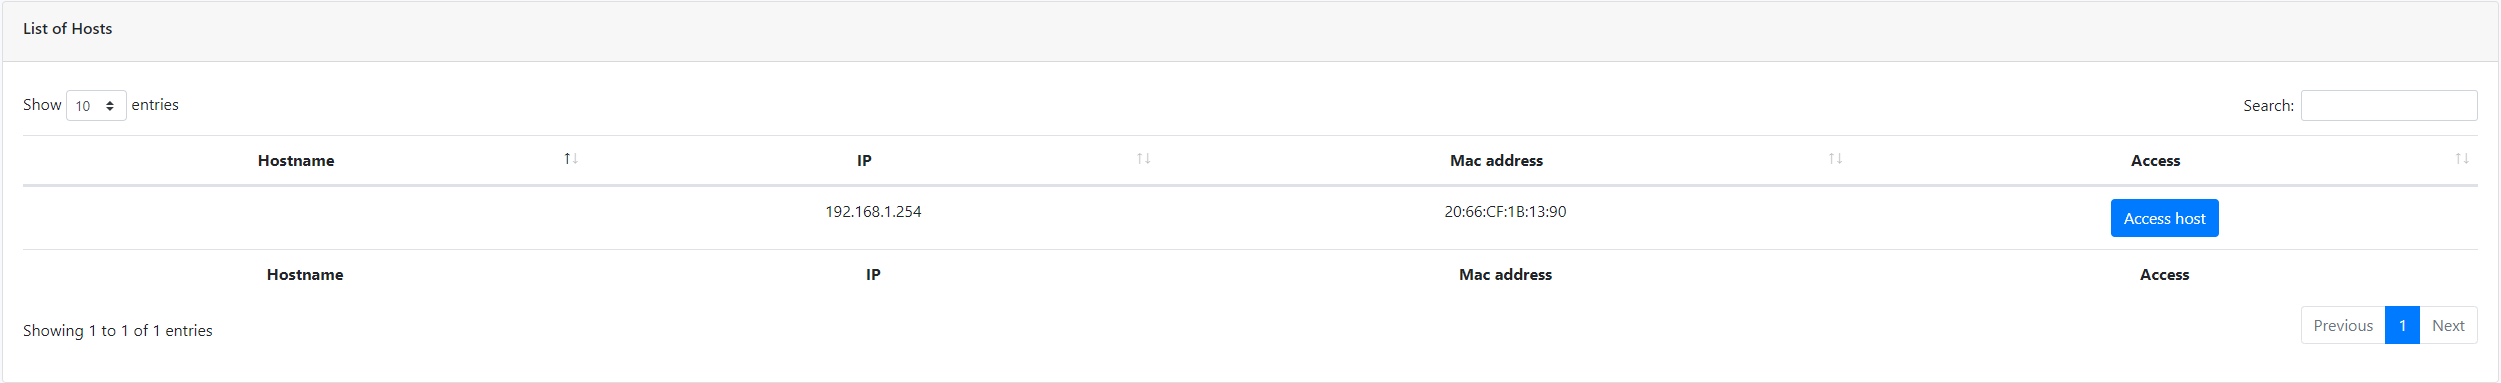 List of Hosts
Show 10 entries
Search:
Hostname IP Mac address Access
192.168.1.254 20:66:CF:1B:13:90 Access host
Hostname IP Mac address Access
Showing 1 to 1 of 1 entries
Previous 1 Next